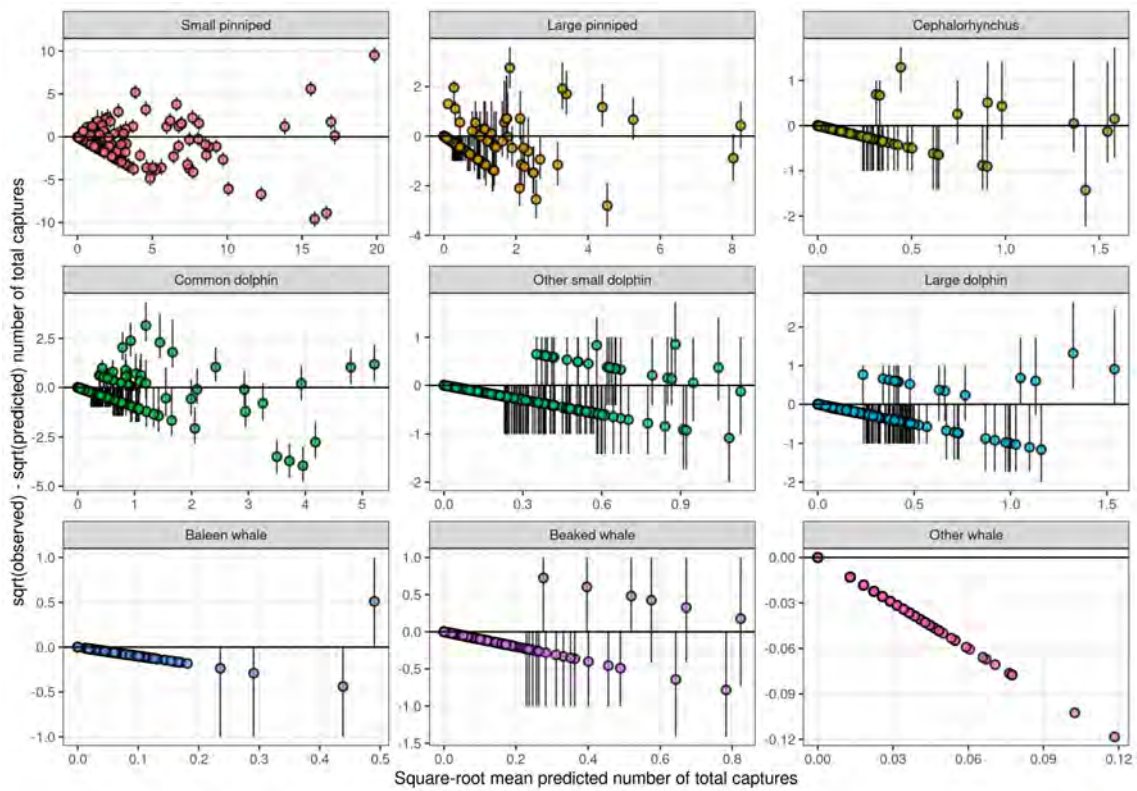 Small pinniped
Large pinniped
Cephalorhynchus
10
5
0
-5
-10
0 5 10 15 20
2
0
-2
-4
0 2 4 6 8
1
0
-1
-2
0.0 0.5 1.0 1.5
Common dolphin
Other small dolphin
Large dolphin
2.5
0.0
-2.5
-5.0
0 1 2 3 4 5
1
0
-1
-2
0.0 0.3 0.6 0.9
2
1
0
-1
-2
0.0 0.5 1.0 1.5
Baleen whale
Beaked whale
Other whale
1.0
0.5
0.0
-0.5
-1.0
0.0 0.1 0.2 0.3 0.4 0.5
1.0
0.5
0.0
-0.5
-1.0
-1.5
0.0 0.2 0.4 0.6 0.8
0.00
-0.03
-0.06
-0.09
-0.12
0.00 0.03 0.06 0.09 0.12
sqrt(observed) - sqrt(predicted) number of total captures
Square-root mean predicted number of total captures